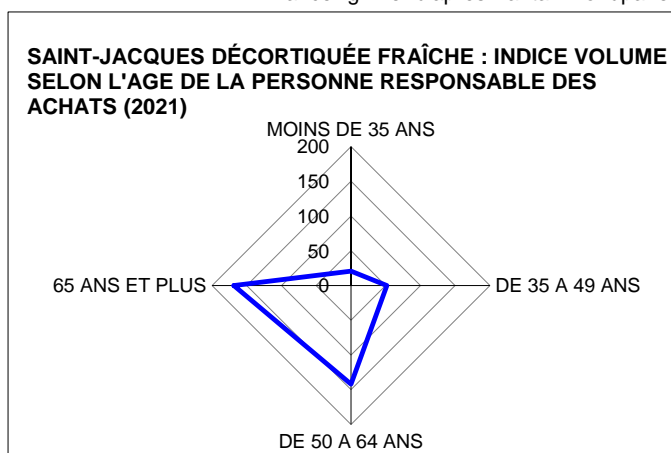 SAINT-JACQUES DÉCORTIQUÉE FRAÎCHE : INDICE VOLUME
SELON L'AGE DE LA PERSONNE RESPONSABLE DES
ACHATS (2021)
MOINS DE 35 ANS
200
150
100
50
0
65 ANS ET PLUS
DE 35 A 49 ANS
DE 50 A 64 ANS